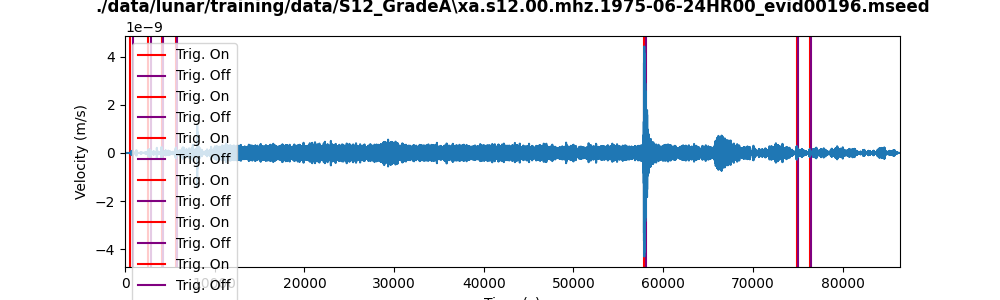 ./data/lunar/training/data/S12_GradeA\xa.s12.00.mhz.1975-06-24HR00_evid00196.mseed
1e−9
4
2
0
−2
−4
Velocity (m/s)
Trig. On
Trig. Off
Trig. On
Trig. Off
Trig. On
Trig. Off
Trig. On
Trig. Off
Trig. On
Trig. Off
Trig. On
Trig. Off
0 10000 20000 30000 40000 50000 60000 70000 80000